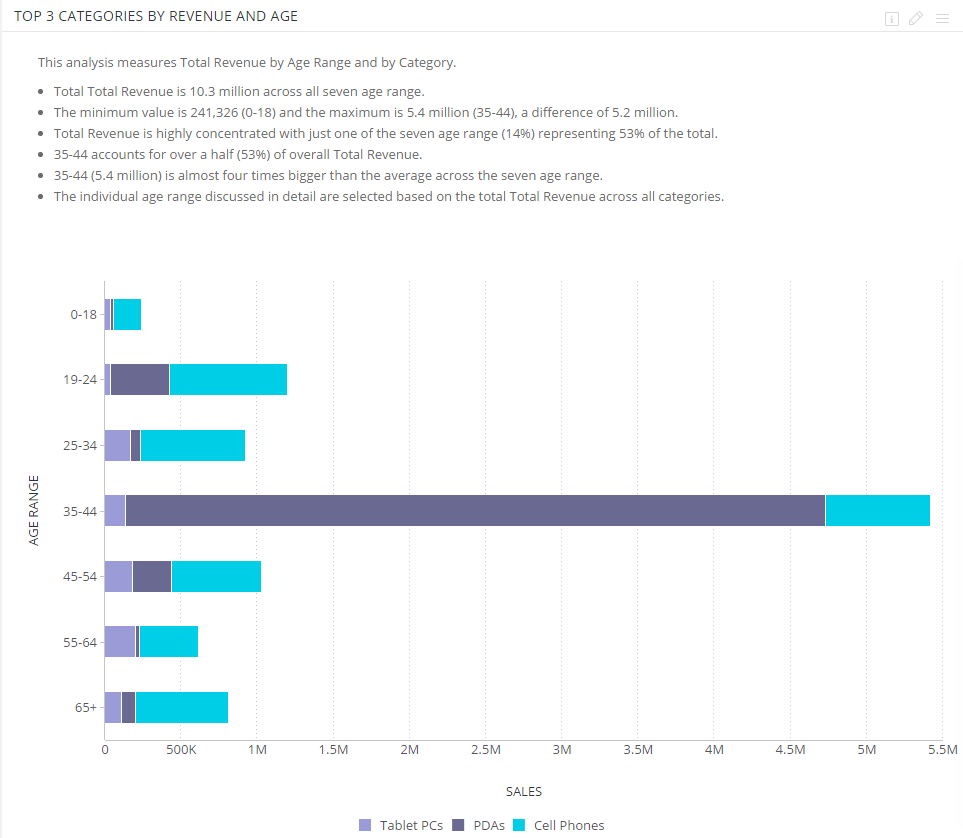 TOP 3 CATEGORIES BY REVENUE AND AGE
This analysis measures Total Revenue by Age Range and by Category.
Total Total Revenue is 10.3 million across all seven age range.
The minimum value is 241,326 (0-18) and the maximum is 5.4 million (35-44), a difference of 5.2 million.
Total Revenue is highly concentrated with just one of the seven age range (14%) representing 53% of the total.
35-44 accounts for over a half (53%) of overall Total Revenue.
35-44 (5.4 million) is almost four times bigger than the average across the seven age range.
The individual age range discussed in detail are selected based on the total Total Revenue across all categories.
AGE RANGE
0-18
19-24
25-34
35-44
45-54
55-64
65+
0 500K 1M 1.5M 2M 2.5M 3M 3.5M 4M 4.5M 5M 5.5M
SALES
Tablet PCs PDAs Cell Phones